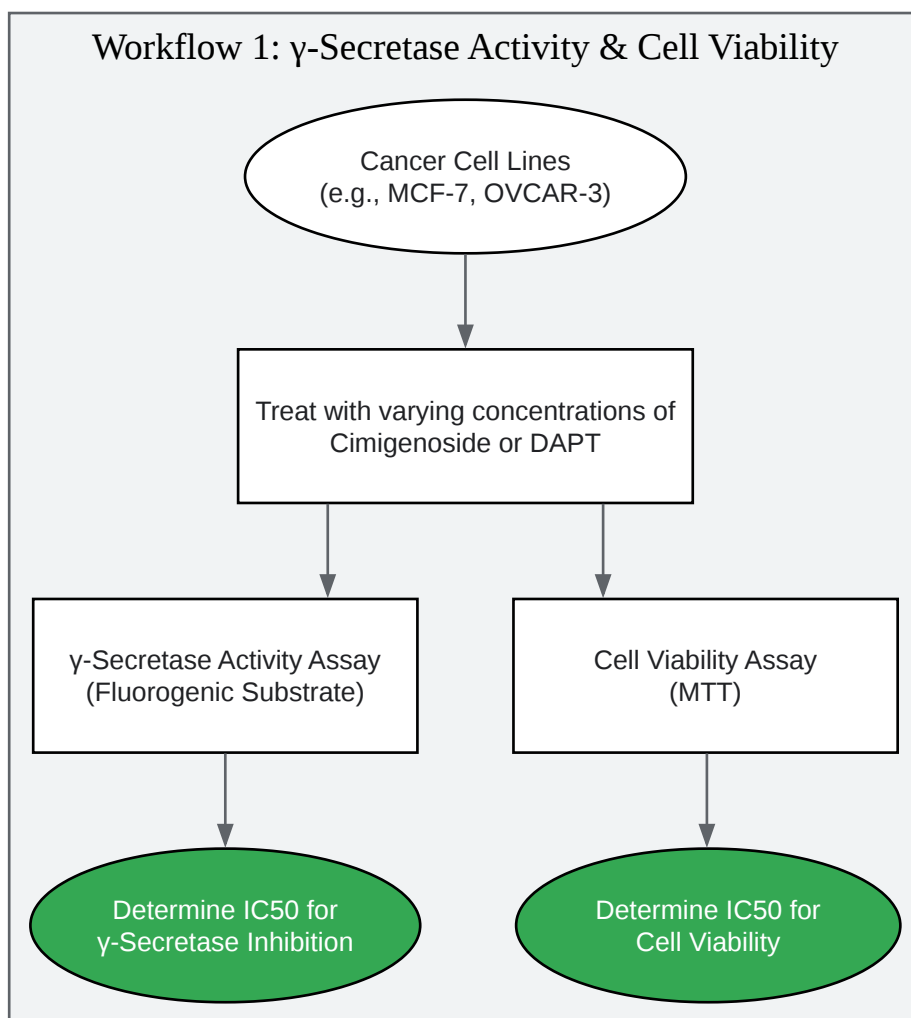 Workflow 1: γ-Secretase Activity & Cell Viability
Cancer Cell Lines
(e.g., MCF-7, OVCAR-3)
Treat with varying concentrations of
Cimigenoside or DAPT
γ-Secretase Activity Assay
(Fluorogenic Substrate)
Cell Viability Assay
(MTT)
Determine IC50 for
γ-Secretase Inhibition
Determine IC50 for
Cell Viability